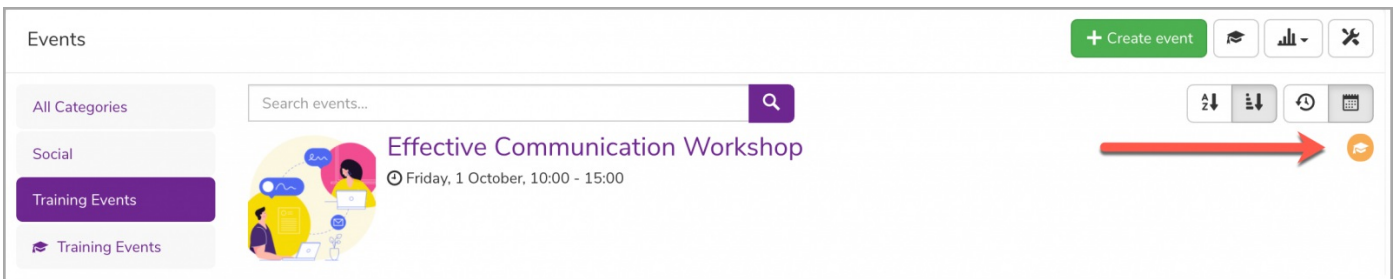 Events
+ Create event
All Categories
Social
Training Events
Training Events
Search events...
Effective Communication Workshop
Friday, 1 October, 10:00 - 15:00